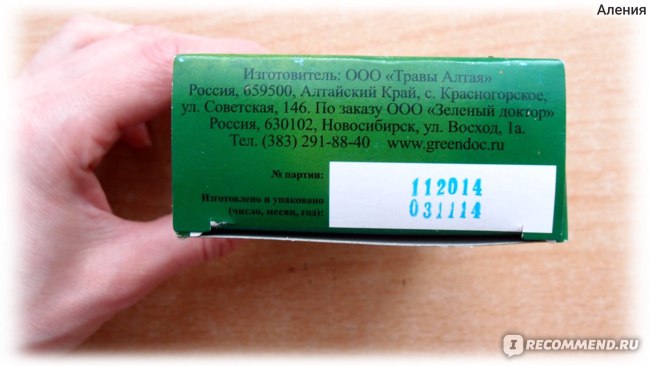 Аления
Изготовитель: ООО «Травы Алтая»
Россия, 659500, Алтайский Край, с. Красногорское,
ул. Советская, 146. По заказу ООО «Зеленый доктор»
Россия, 630102, Новосибирск, ул. Восход, 1а.
Тел. (383) 291-88-40 www.greendoc.ru
№ партии: 112014
Изготовлено и упаковано
(число, месяц, год): 031114
I RECOMMEND.RU